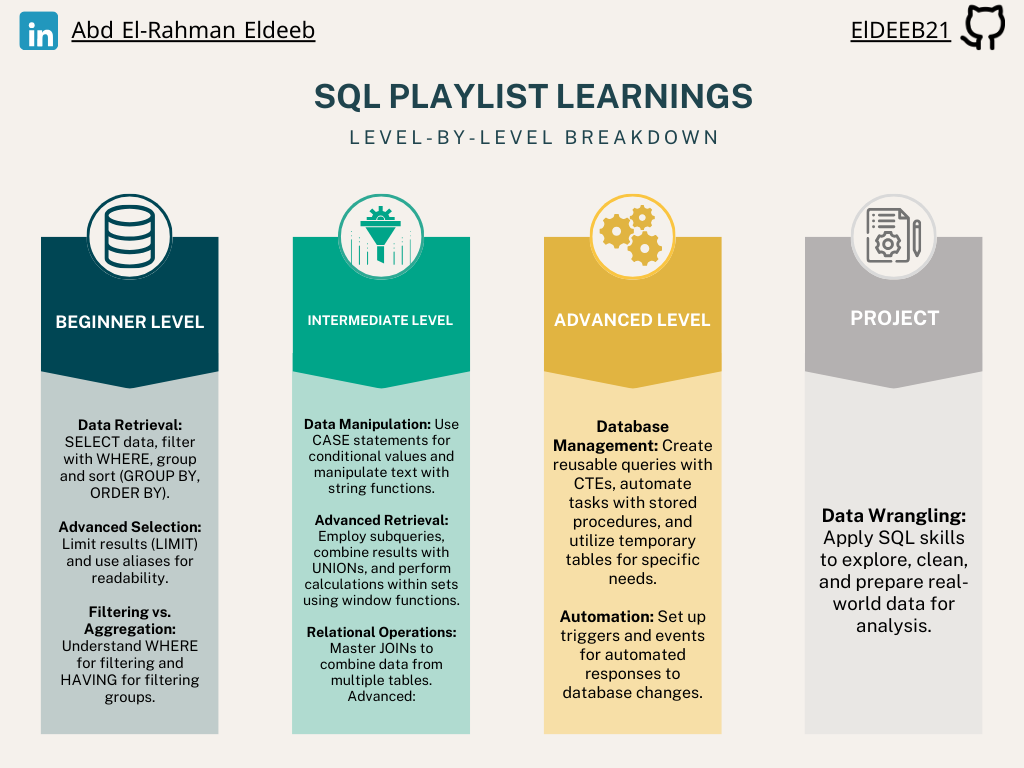 in Abd El-Rahman Eldeeb
ElDEEB21
SQL PLAYLIST LEARNINGS
LEVEL-BY-LEVEL BREAKDOWN
BEGINNER LEVEL
Data Retrieval:
SELECT data, filter
with WHERE, group
and sort (GROUP BY,
ORDER BY).
Advanced Selection:
Limit results (LIMIT)
and use aliases for
readability.
Filtering vs.
Aggregation:
Understand WHERE
for filtering and
HAVING for filtering
groups.
INTERMEDIATE LEVEL
Data Manipulation: Use
CASE statements for
conditional values and
manipulate text with
string functions.
Advanced Retrieval:
Employ subqueries,
combine results with
UNIONs, and perform
calculations within sets
using window functions.
Relational Operations:
Master JOINs to
combine data from
multiple tables.
Advanced:
ADVANCED LEVEL
Database
Management: Create
reusable queries with
CTEs, automate
tasks with stored
procedures, and
utilize temporary
tables for specific
needs.
Automation: Set up
triggers and events
for automated
responses to
database changes.
PROJECT
Data Wrangling:
Apply SQL skills
to explore, clean,
and prepare real-
world data for
analysis.